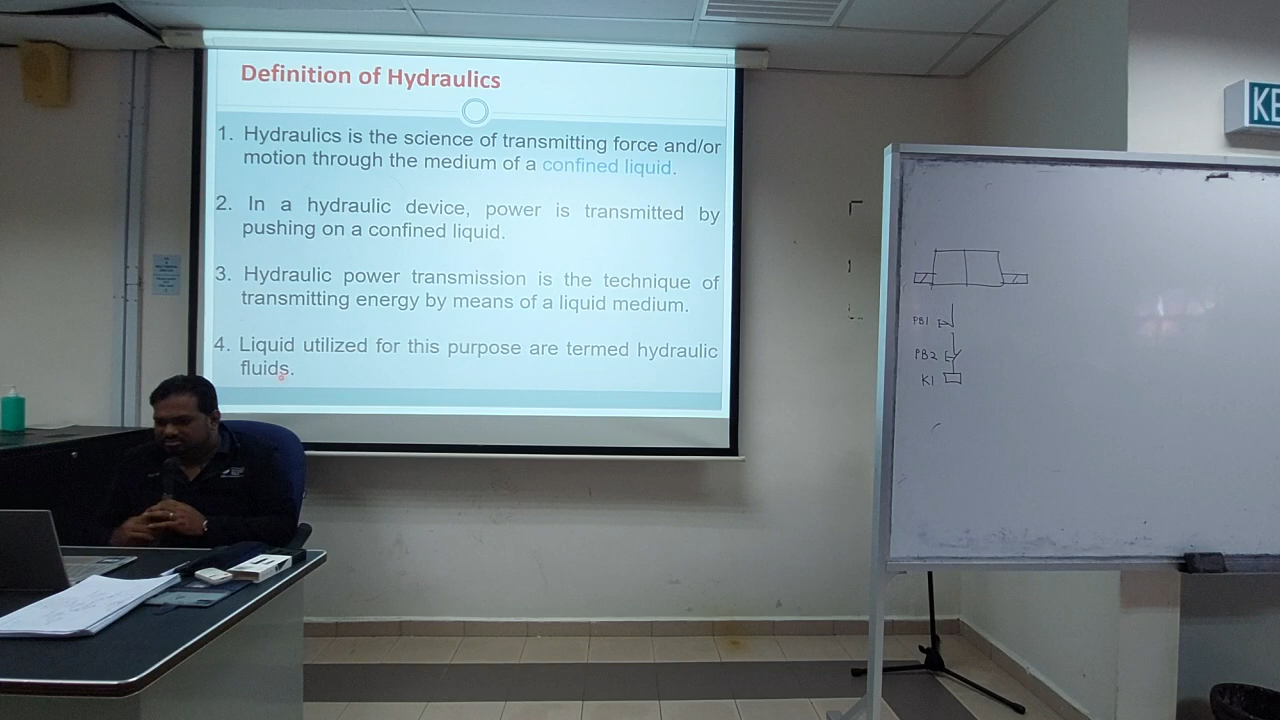 Definition of Hydraulics
1. Hydraulics is the science of transmitting force and/or
motion through the medium of a confined liquid.
2. In a hydraulic device, power is transmitted by
pushing on a confined liquid.
3. Hydraulic power transmission is the technique of
transmitting energy by means of a liquid medium.
4. Liquid utilized for this purpose are termed hydraulic
fluids.
KE
PB1
PB2
K1